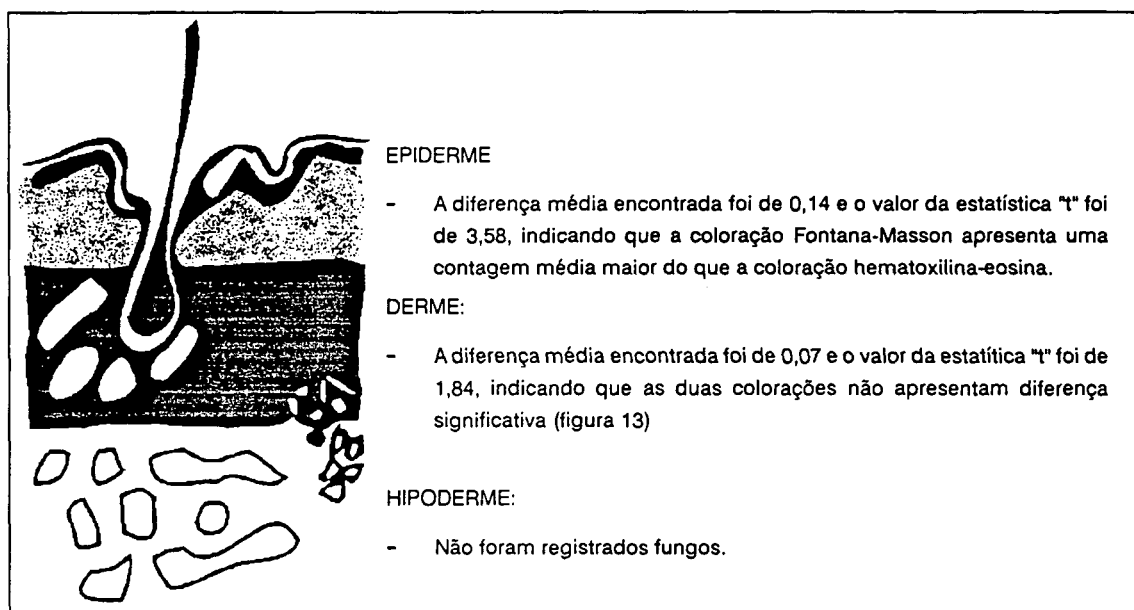 EPIDERME
- A diferença média encontrada foi de 0,14 e o valor da estatística "t" foi
de 3,58, indicando que a coloração Fontana-Masson apresenta uma
contagem média maior do que a coloração hematoxilina-eosina.
DERME:
- A diferença média encontrada foi de 0,07 e o valor da estatítica "t" foi de
1,84, indicando que as duas colorações não apresentam diferença
significativa (figura 13)
HIPODERME:
- Não foram registrados fungos.